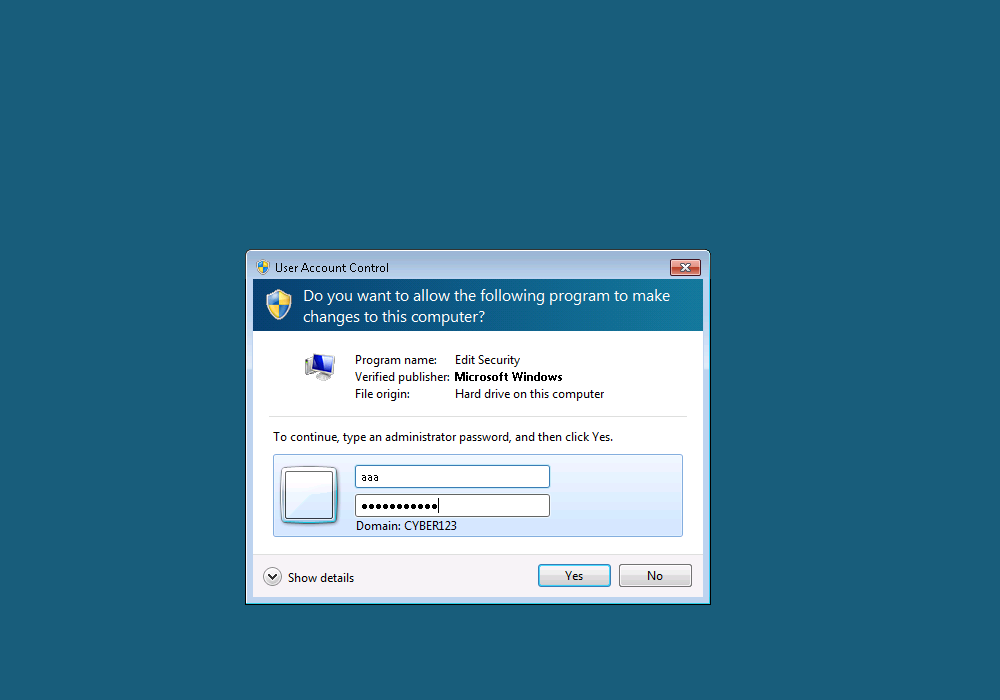 User Account Control
Do you want to allow the following program to make
changes to this computer?
Program name: Edit Security
Verified publisher: Microsoft Windows
File origin: Hard drive on this computer
To continue, type an administrator password, and then click Yes.
aaa
●●●●●●●●●●●
Domain: CYBER123
Show details
Yes
No